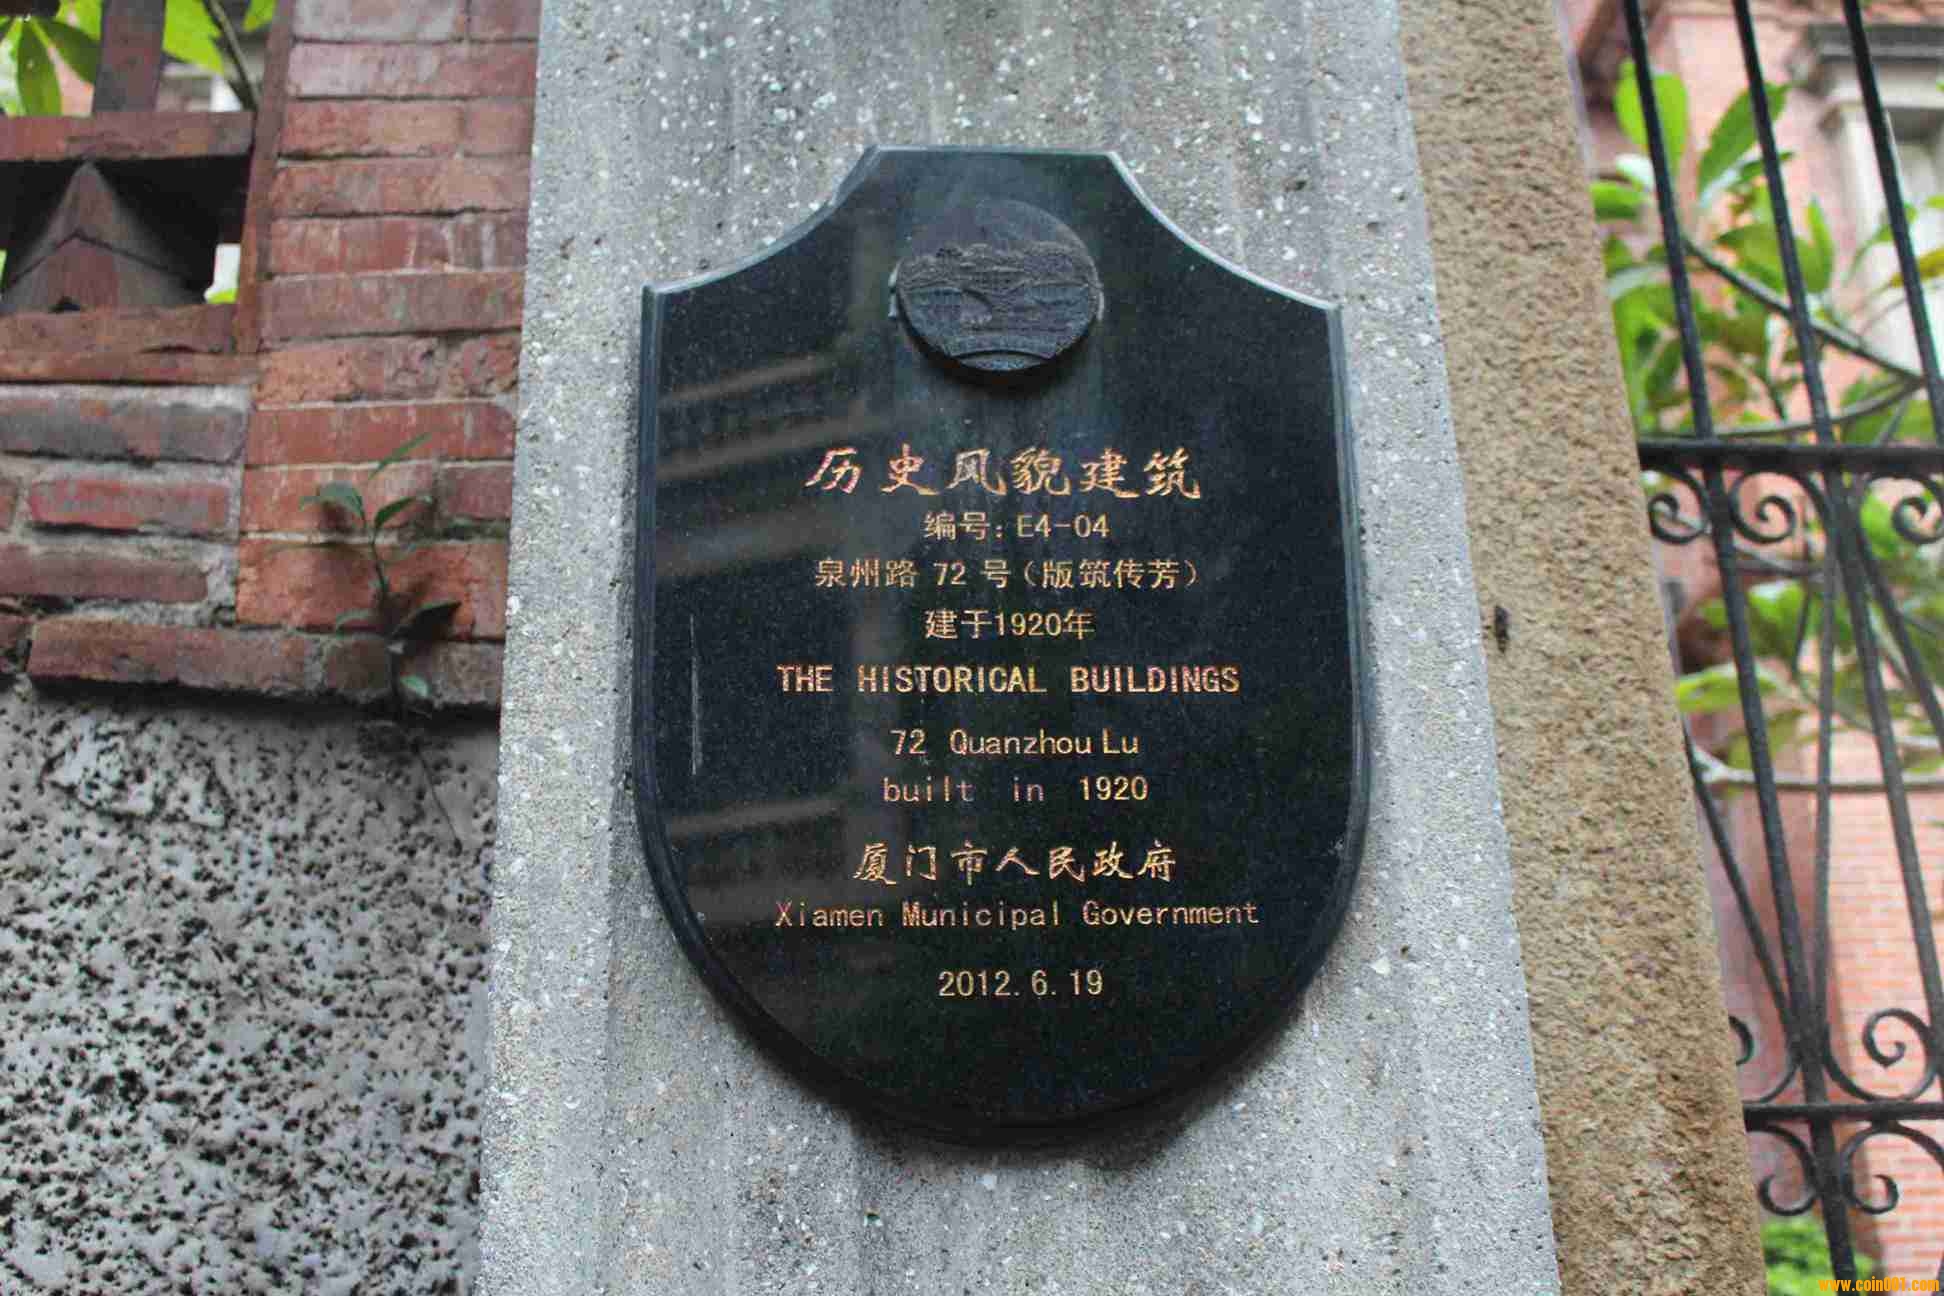 历史风貌建筑
编号: E4-04
泉州路 72 号（版筑传芳）
建于1920年
THE HISTORICAL BUILDINGS
72 Quanzhou Lu
built in 1920
厦门市人民政府
Xiamen Municipal Government
2012.6.19
www.coin001.com